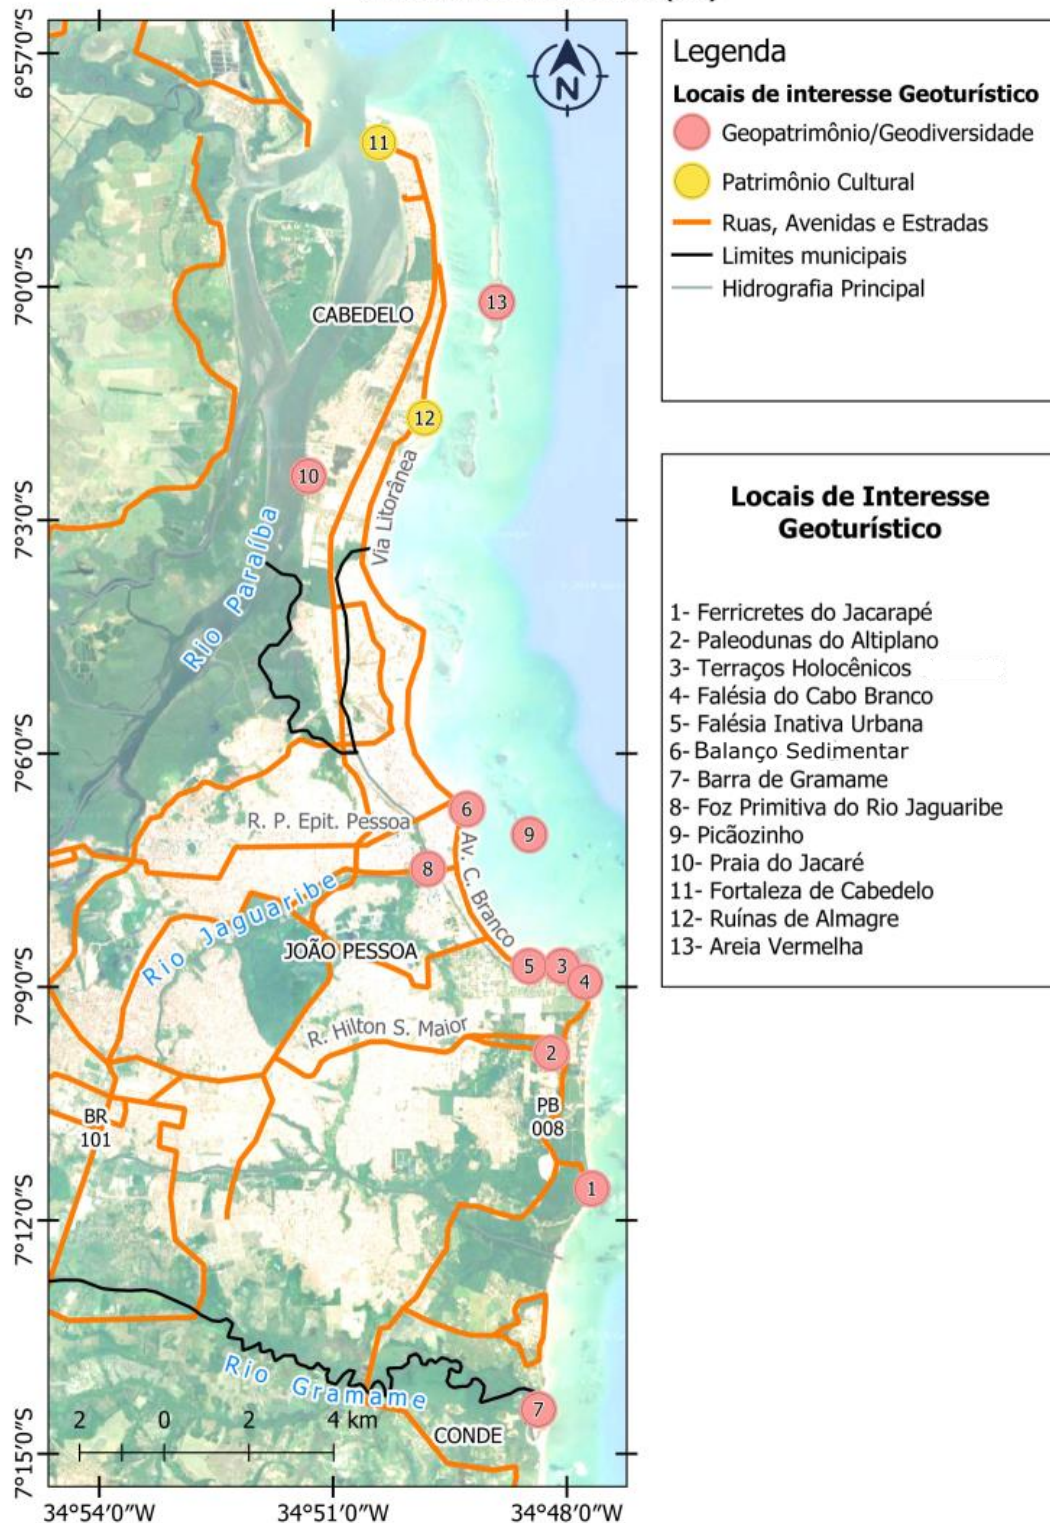 6°57'0"S
7°0'0"S
7°3'0"S
7°6'0"S
7°9'0"S
7°12'0"S
7°15'0"S
34°54'0"W
34°51'0"W
34°48'0"W
N
11
13
CABEDELO
12
10
Via Litorânea
Rio Paraíba
6
R. P. Epit. Pessoa
9
8
Av. C. Branco
Rio Jaguaribe
JOÃO PESSOA
5
3
4
R. Hilton S. Maior
2
BR
101
PB
008
1
Rio Gramame
7
2 0 2 4 km
CONDE
Legenda
Locais de interesse Geoturístico
Geopatrimônio/Geodiversidade
Patrimônio Cultural
Ruas, Avenidas e Estradas
Limites municipais
Hidrografia Principal
Locais de Interesse
Geoturístico
1- Ferricretes do Jacarapé
2- Paleodunas do Altiplano
3- Terraços Holocênicos
4- Falésia do Cabo Branco
5- Falésia Inativa Urbana
6- Balanço Sedimentar
7- Barra de Gramame
8- Foz Primitiva do Rio Jaguaribe
9- Picãozinho
10- Praia do Jacaré
11- Fortaleza de Cabedelo
12- Ruínas de Almagre
13- Areia Vermelha